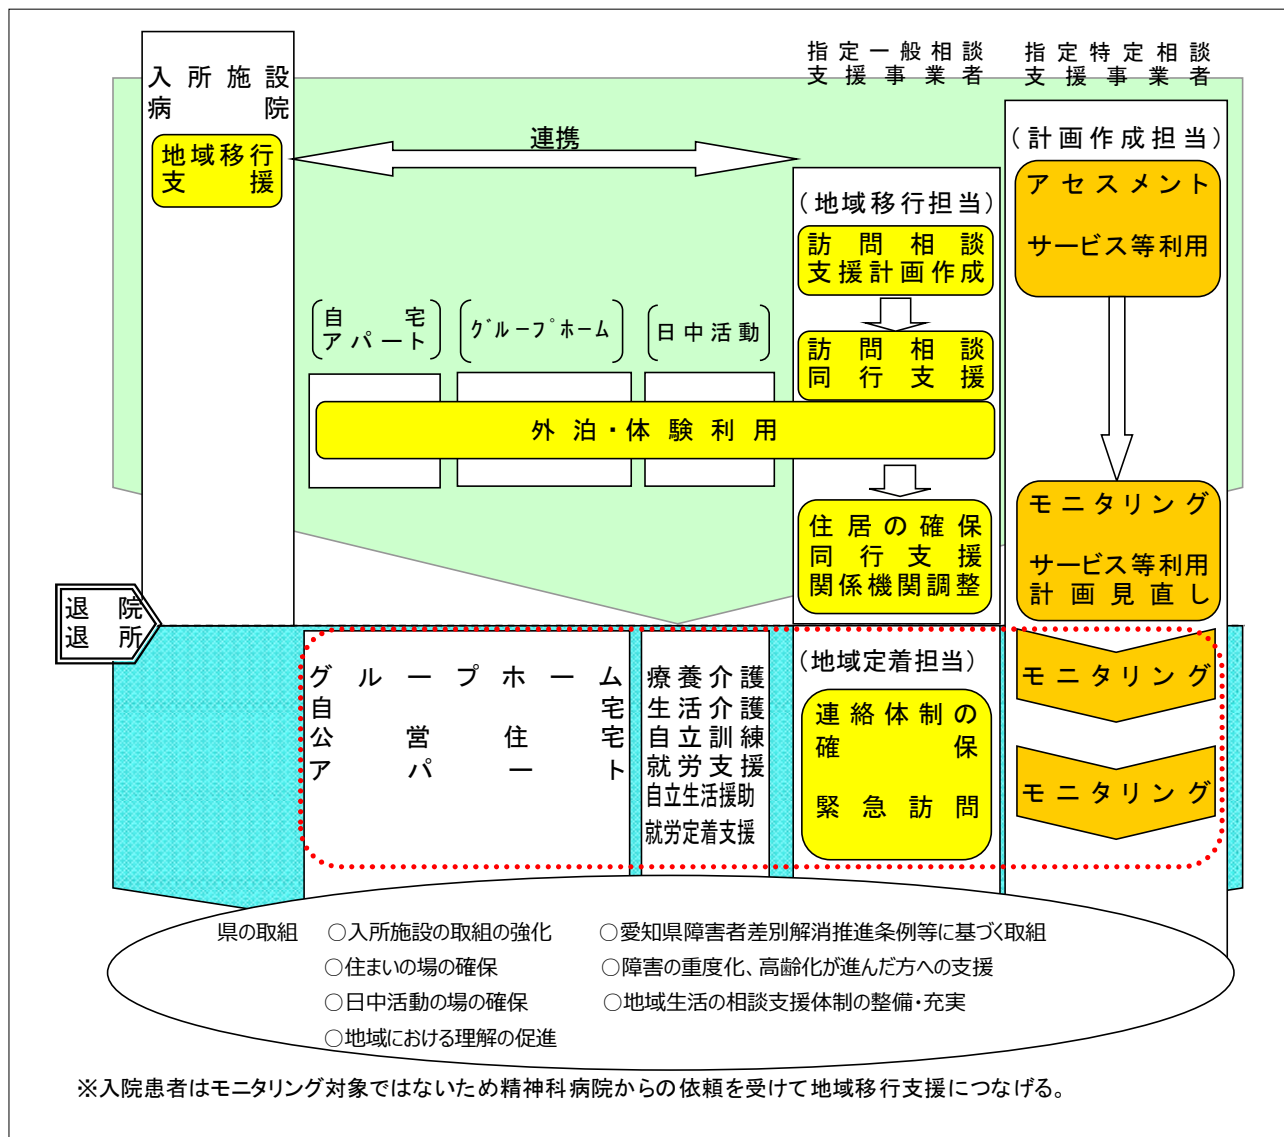 指定一般相談
支援事業者
指定特定相談
支援事業者
入所施設
病院
地域移行
支援
連携
(計画作成担当)
アセスメント
サービス等利用
(地域移行担当)
訪問相談
支援計画作成
自宅
アパート
グループホーム
日中活動
訪問相談
同行支援
外泊・体験利用
住居の確保
同行支援
関係機関調整
モニタリング
サービス等利用
計画見直し
退院
退所
グループホーム
自宅
公営住宅
アパート
療養介護
生活介護
自立訓練
就労支援
自立生活援助
就労定着支援
(地域定着担当)
連絡体制の
確保
緊急訪問
モニタリング
モニタリング
県の取組 ○入所施設の取組の強化 ○愛知県障害者差別解消推進条例等に基づく取組
○住まいの場の確保 ○障害の重度化、高齢化が進んだ方への支援
○日中活動の場の確保 ○地域生活の相談支援体制の整備・充実
○地域における理解の促進
※入院患者はモニタリング対象ではないため精神科病院からの依頼を受けて地域移行支援につなげる。